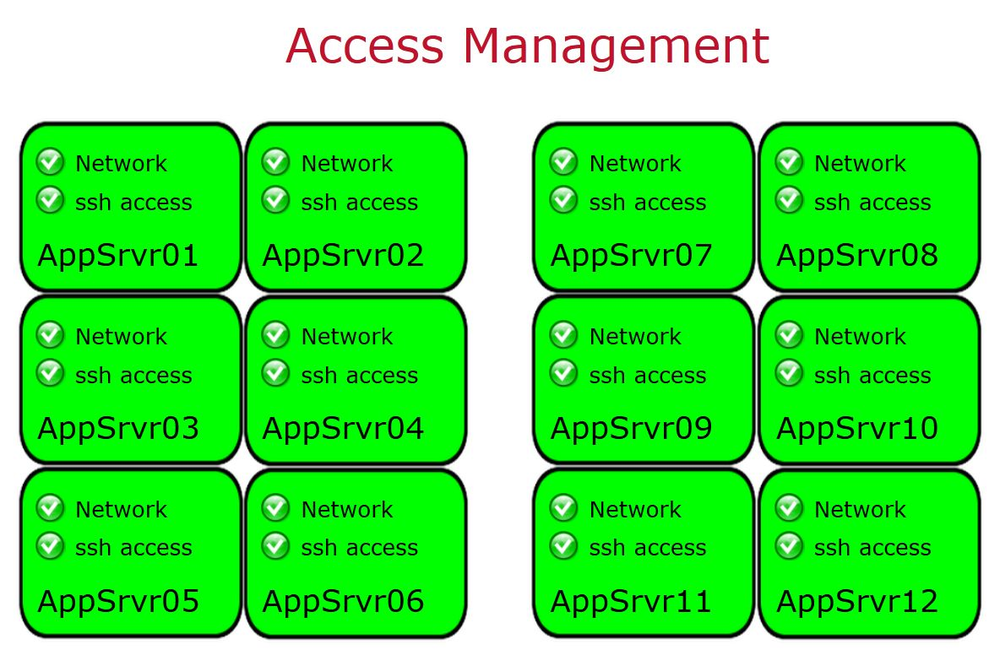 Access Management
Network
ssh access
AppSrvr01
Network
ssh access
AppSrvr02
Network
ssh access
AppSrvr07
Network
ssh access
AppSrvr08
Network
ssh access
AppSrvr03
Network
ssh access
AppSrvr04
Network
ssh access
AppSrvr09
Network
ssh access
AppSrvr10
Network
ssh access
AppSrvr05
Network
ssh access
AppSrvr06
Network
ssh access
AppSrvr11
Network
ssh access
AppSrvr12